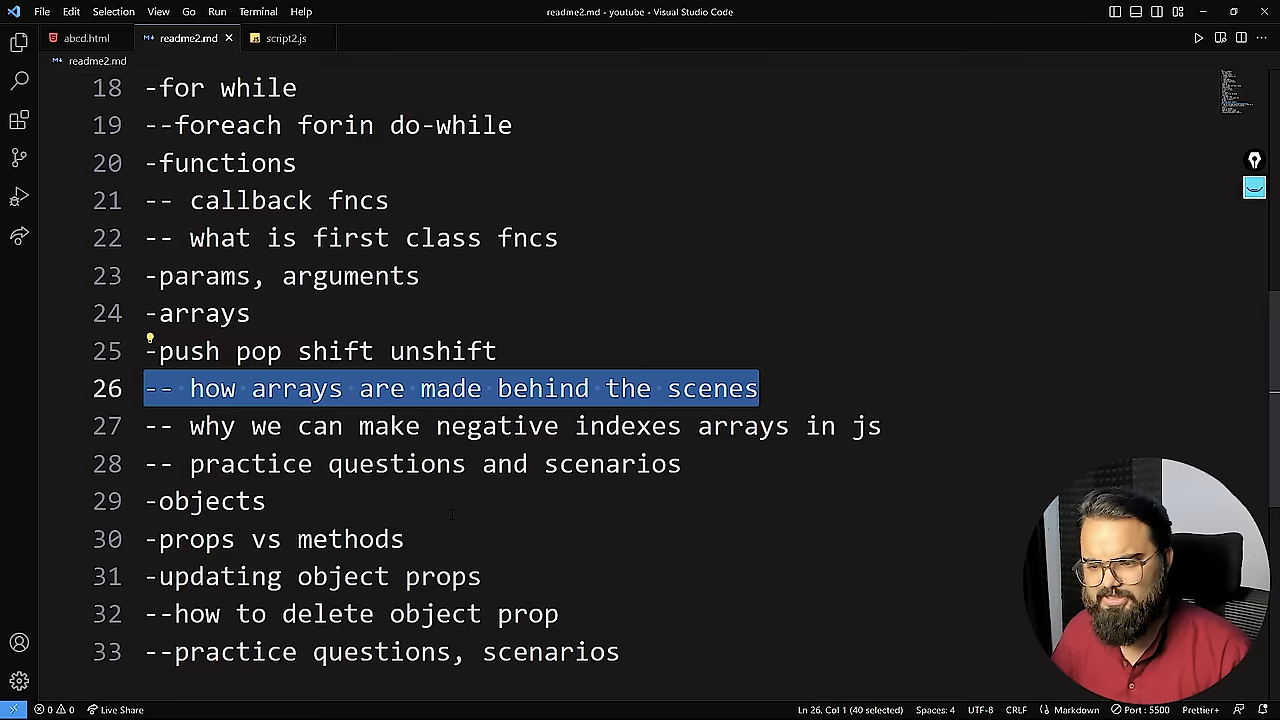 File Edit Selection View Go Run Terminal Help
readme2.md - youtube - Visual Studio Code
abcd.html readme2.md script2.js
readme2.md
18 -for while
19 --foreach forin do-while
20 -functions
21 -- callback fncs
22 -- what is first class fncs
23 -params, arguments
24 -arrays
25 -push pop shift unshift
26 -- how arrays are made behind the scenes
27 -- why we can make negative indexes arrays in js
28 -- practice questions and scenarios
29 -objects
30 -props vs methods
31 -updating object props
32 --how to delete object prop
33 --practice questions, scenarios
0 0 Live Share Ln 26, Col 1 (40 selected) Spaces: 4 UTF-8 CRLF Markdown Port : 5500 Prettier+